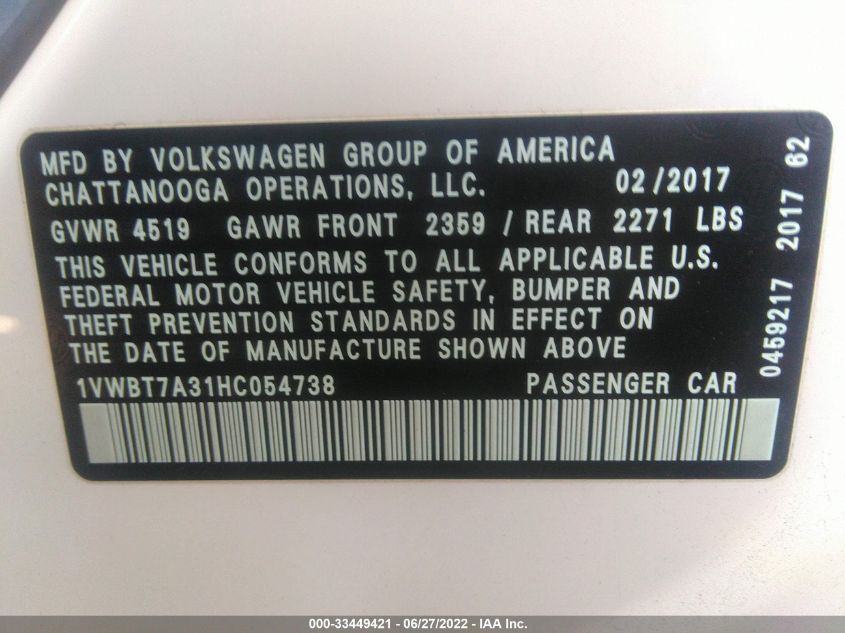 MFD BY VOLKSWAGEN GROUP OF AMERICA
CHATTANOOGA OPERATIONS, LLC. 02/2017
GVWR 4519 GAWR FRONT 2359 / REAR 2271 LBS
THIS VEHICLE CONFORMS TO ALL APPLICABLE U.S.
FEDERAL MOTOR VEHICLE SAFETY, BUMPER AND
THEFT PREVENTION STANDARDS IN EFFECT ON
THE DATE OF MANUFACTURE SHOWN ABOVE
1VWBT7A31HC054738 PASSENGER CAR
0459217 2017 62
000-33449421 - 06/27/2022 - IAA Inc.